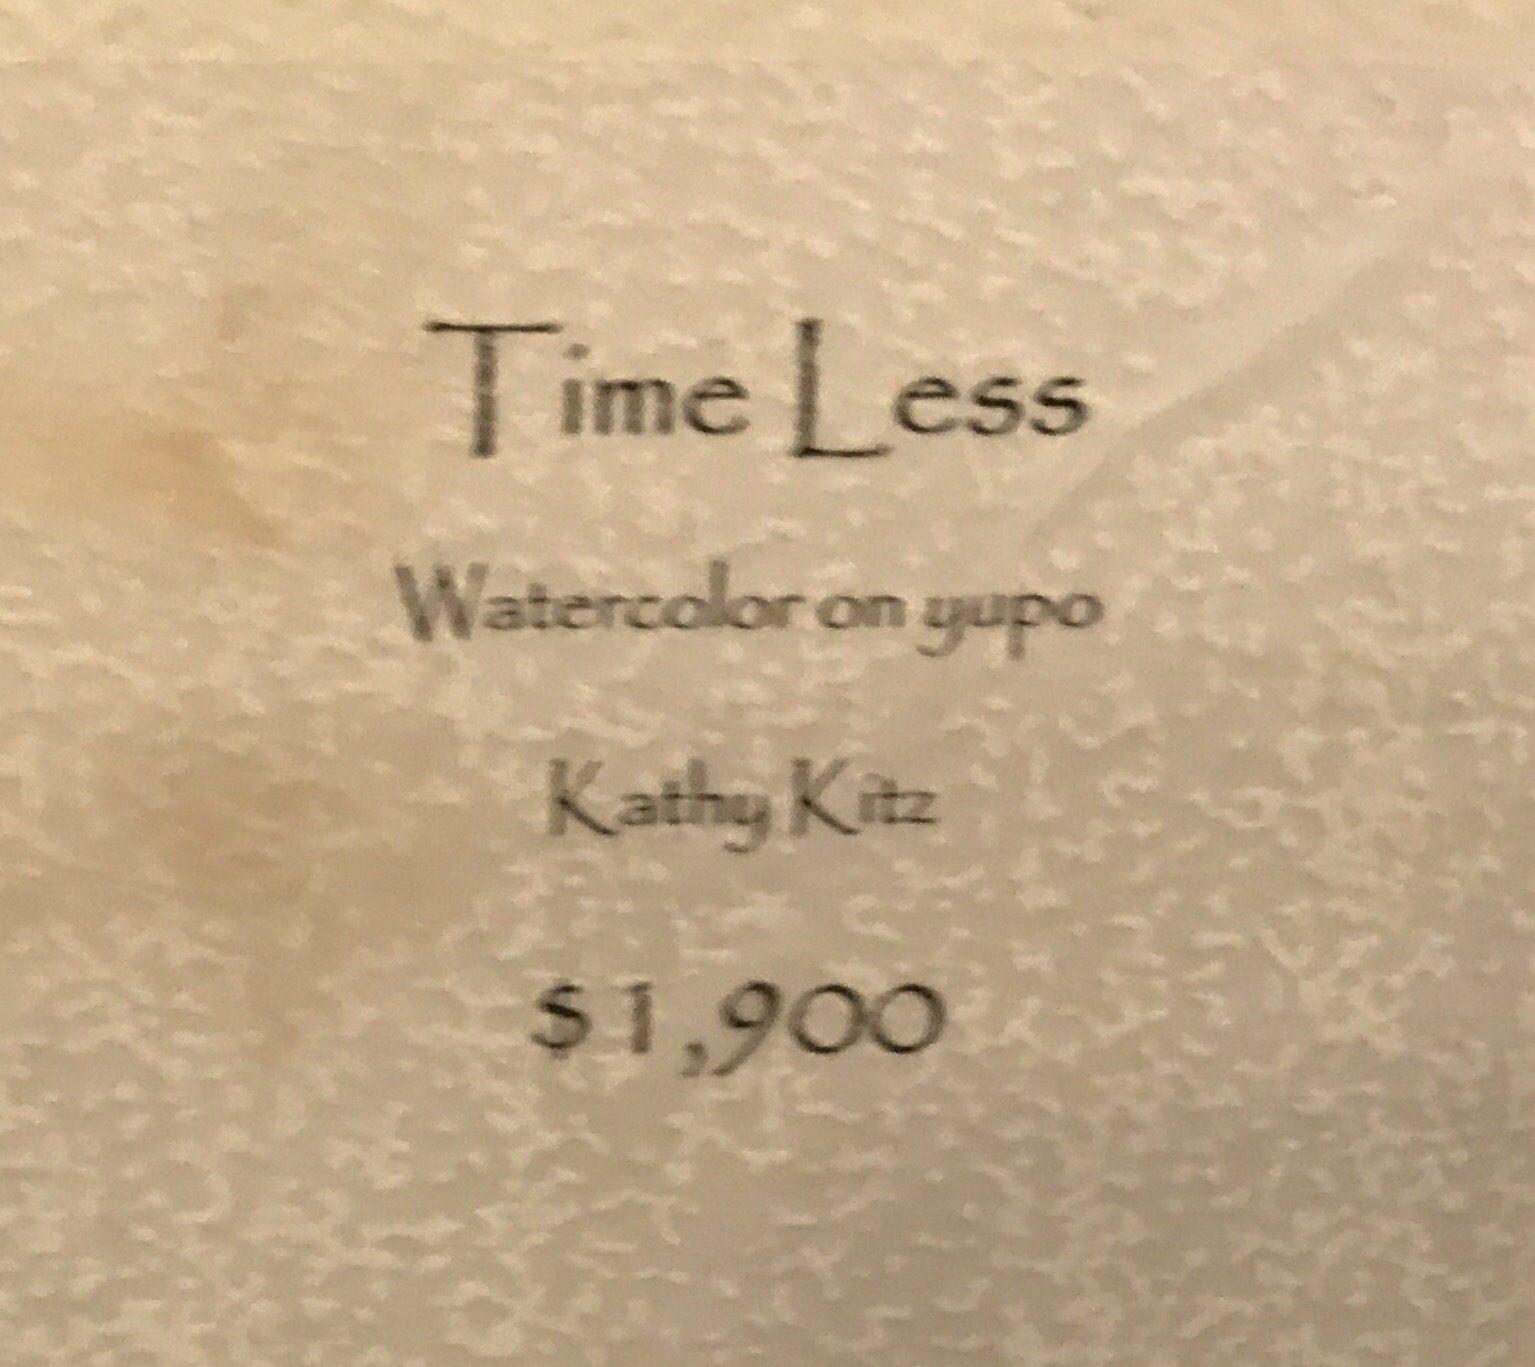 Time Less
Watercolor on yupo
Kathy Kitz
$1,900